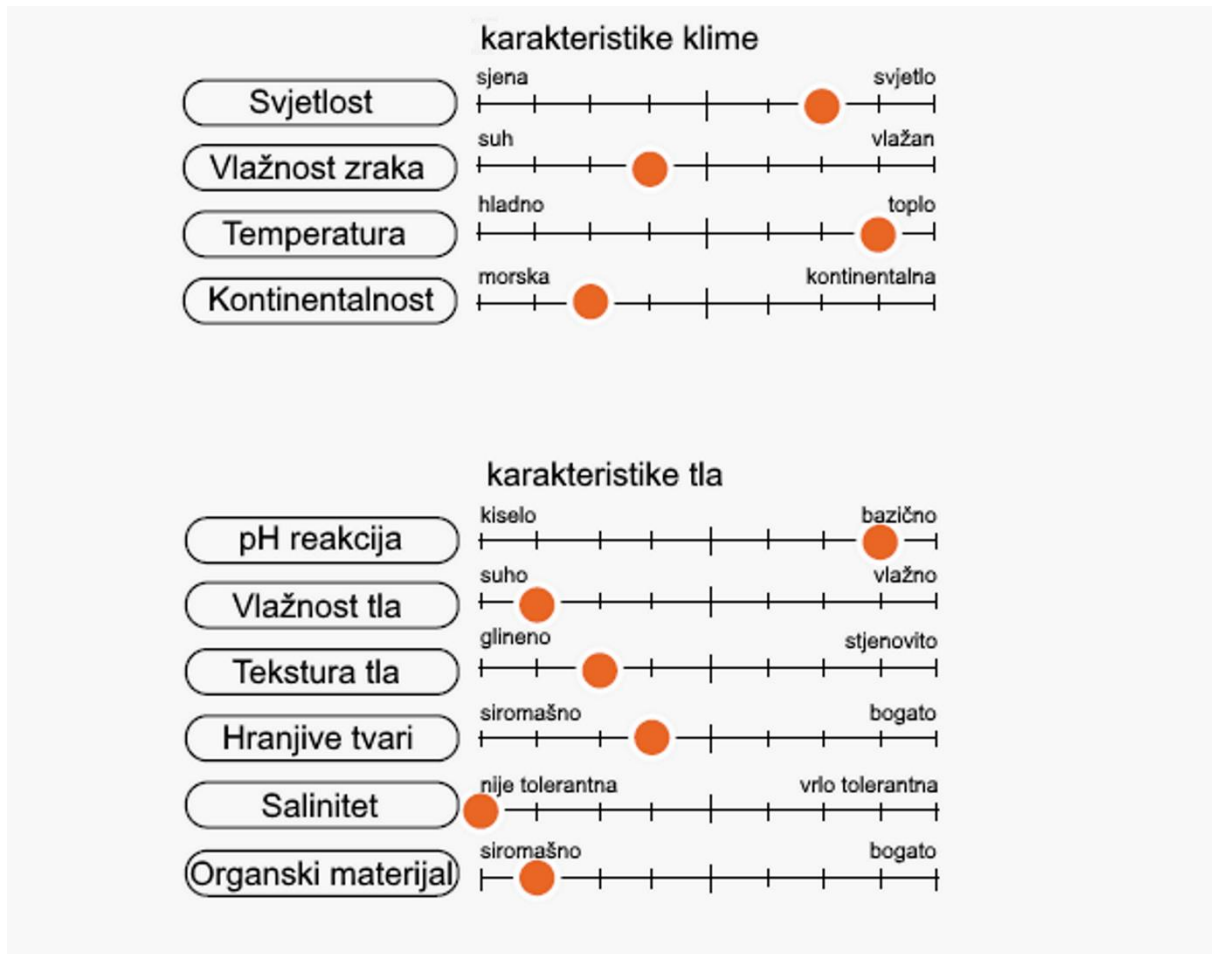 karakteristike klime
sjena svjetlo
Svjetlost
suh vlažan
Vlažnost zraka
hladno toplo
Temperatura
morska kontinentalna
Kontinentalnost
karakteristike tla
kiselo bazično
pH reakcija
suho vlažno
Vlažnost tla
glineno stjenovito
Tekstura tla
siromašno bogato
Hranjive tvari
nije tolerantna vrlo tolerantna
Salinitet
siromašno bogato
Organski materijal